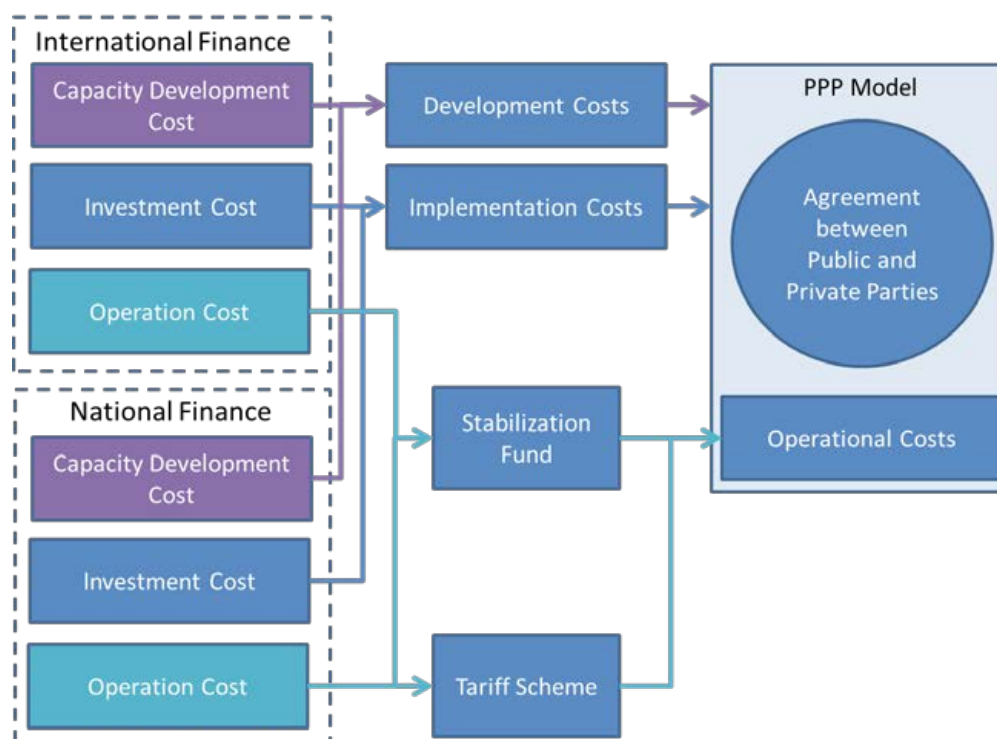 International Finance
Capacity Development
Cost
Investment Cost
Operation Cost
National Finance
Capacity Development
Cost
Investment Cost
Operation Cost
Development Costs
Implementation Costs
Stabilization
Fund
Tariff Scheme
PPP Model
Agreement
between
Public and
Private Parties
Operational Costs